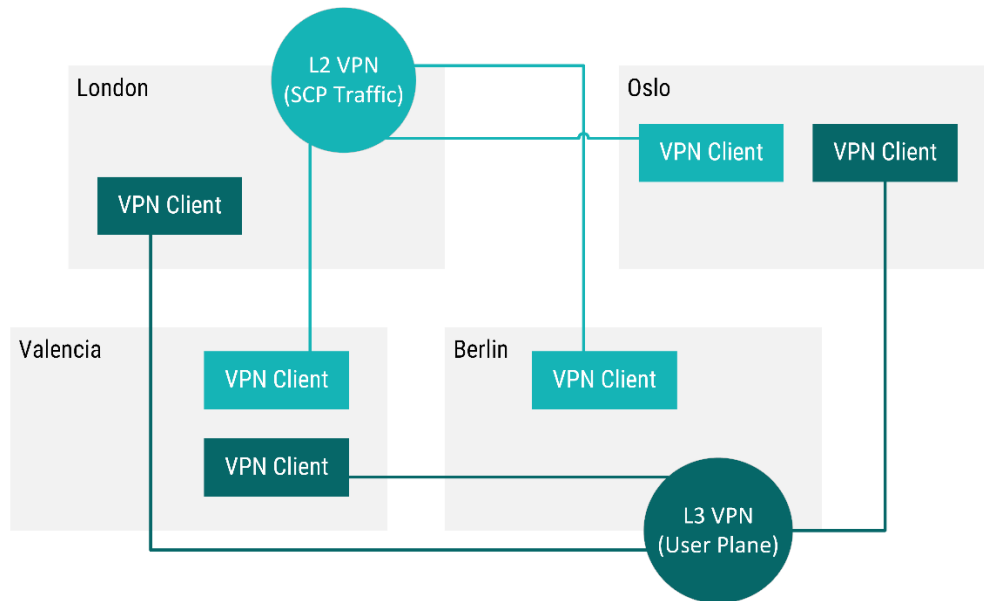 L2 VPN
(SCP Traffic)
London
Oslo
VPN Client
VPN Client
VPN Client
Valencia
Berlin
VPN Client
VPN Client
VPN Client
L3 VPN
(User Plane)